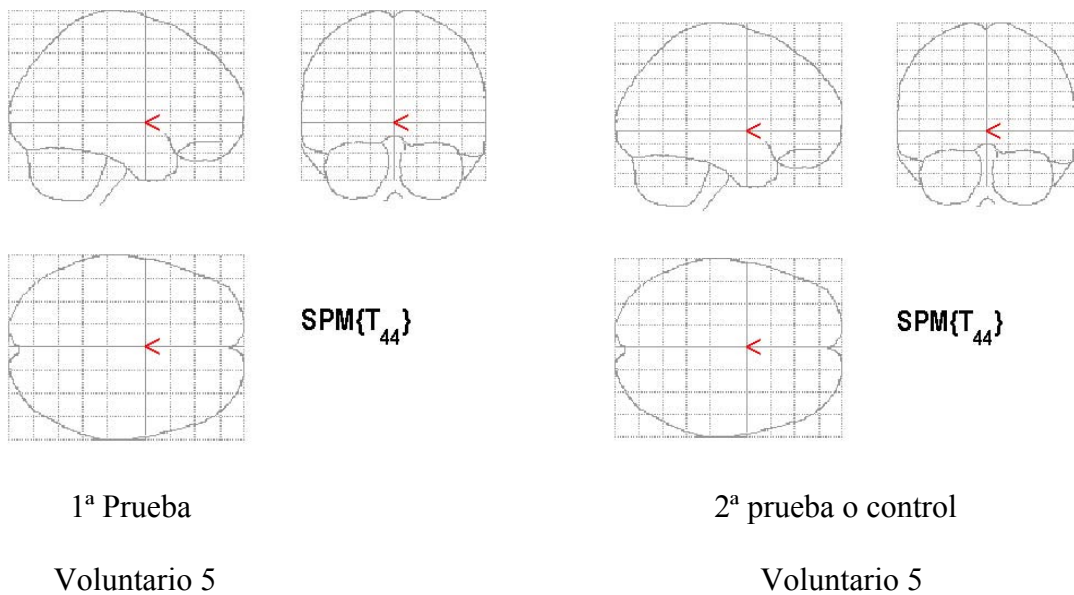 SPM{T44}
SPM{T44}
1ª Prueba
2ª prueba o control
Voluntario 5
Voluntario 5